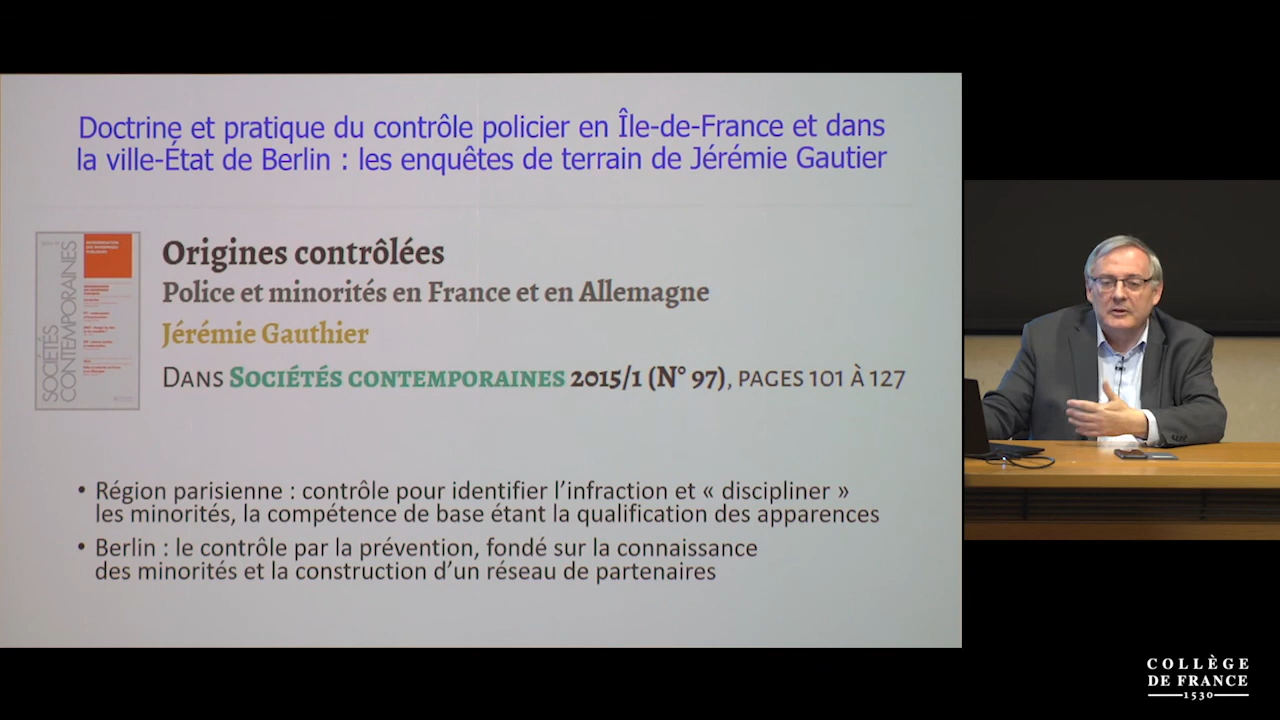 Doctrine et pratique du contrôle policier en Île-de-France et dans
la ville-État de Berlin : les enquêtes de terrain de Jérémie Gautier
SOCIÉTÉS
CONTEMPORAINES
Origines contrôlées
Police et minorités en France et en Allemagne
Jérémie Gauthier
Dans Sociétés contemporaines 2015/1 (N° 97), pages 101 à 127
• Région parisienne : contrôle pour identifier l’infraction et « discipliner »
les minorités, la compétence de base étant la qualification des apparences
• Berlin : le contrôle par la prévention, fondé sur la connaissance
des minorités et la construction d’un réseau de partenaires
COLLÈGE
DE FRANCE
1530